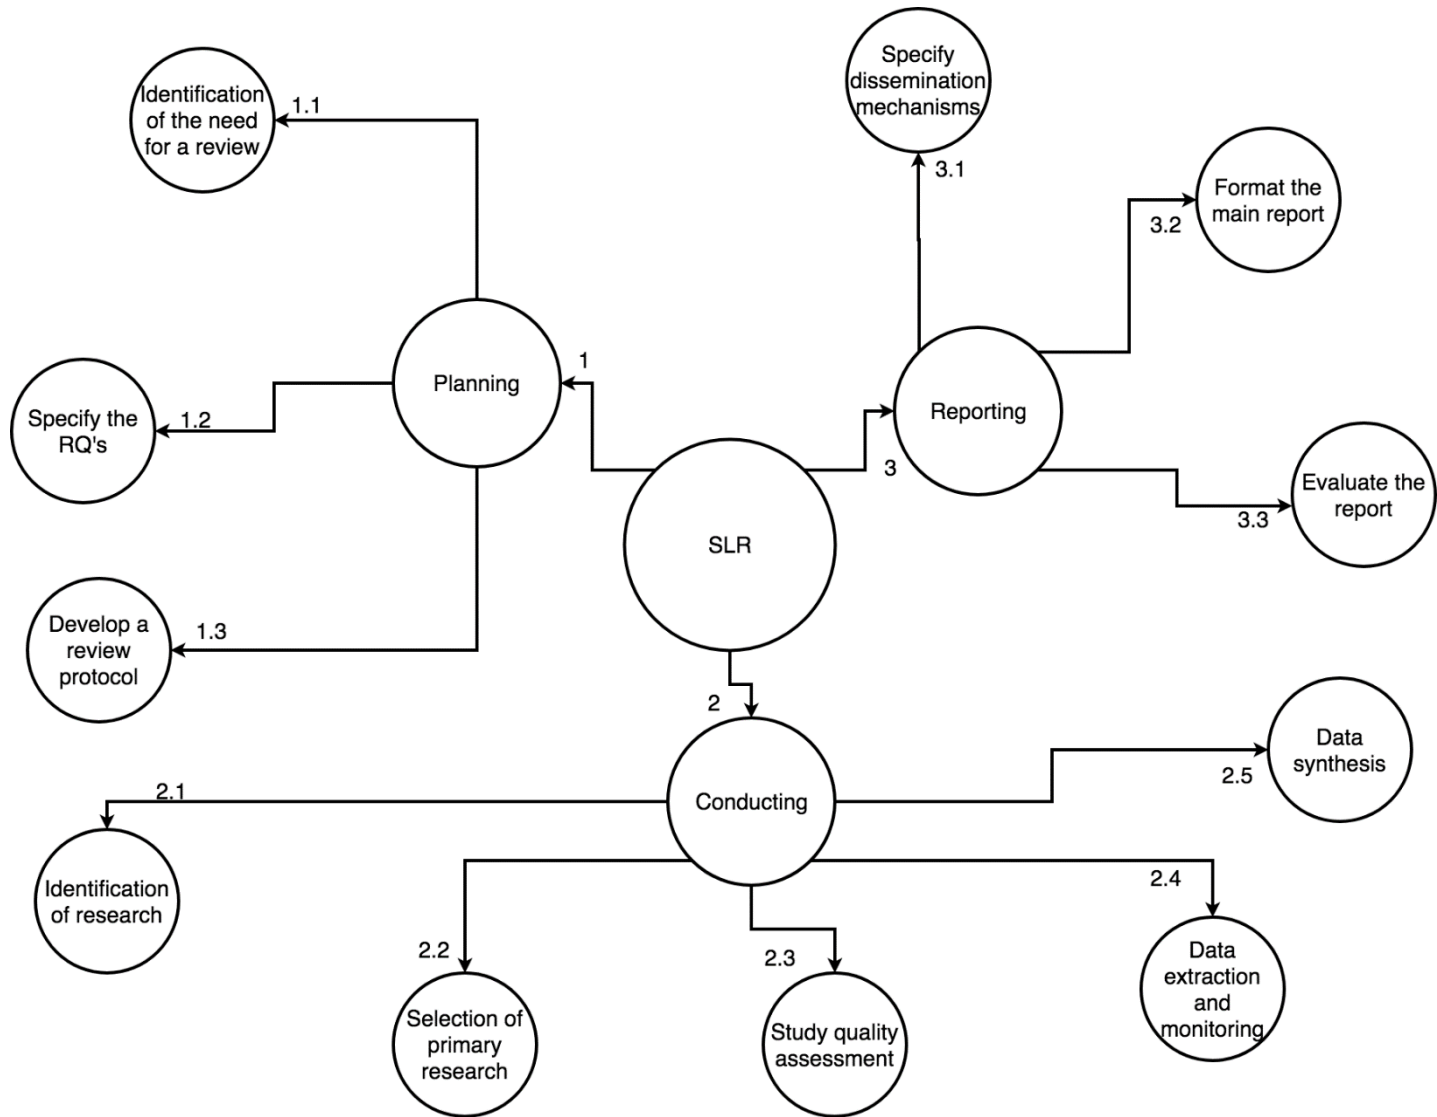 Specify
dissemination
mechanisms
3.1
Identification
of the need
for a review
1.1
Format the
main report
3.2
Planning
1
Reporting
3
Specify the
RQ's
1.2
Evaluate the
report
3.3
SLR
Develop a
review
protocol
1.3
2
Conducting
Data
synthesis
2.5
2.1
Identification
of research
2.2
Selection of
primary
research
2.3
Study quality
assessment
2.4
Data
extraction
and
monitoring